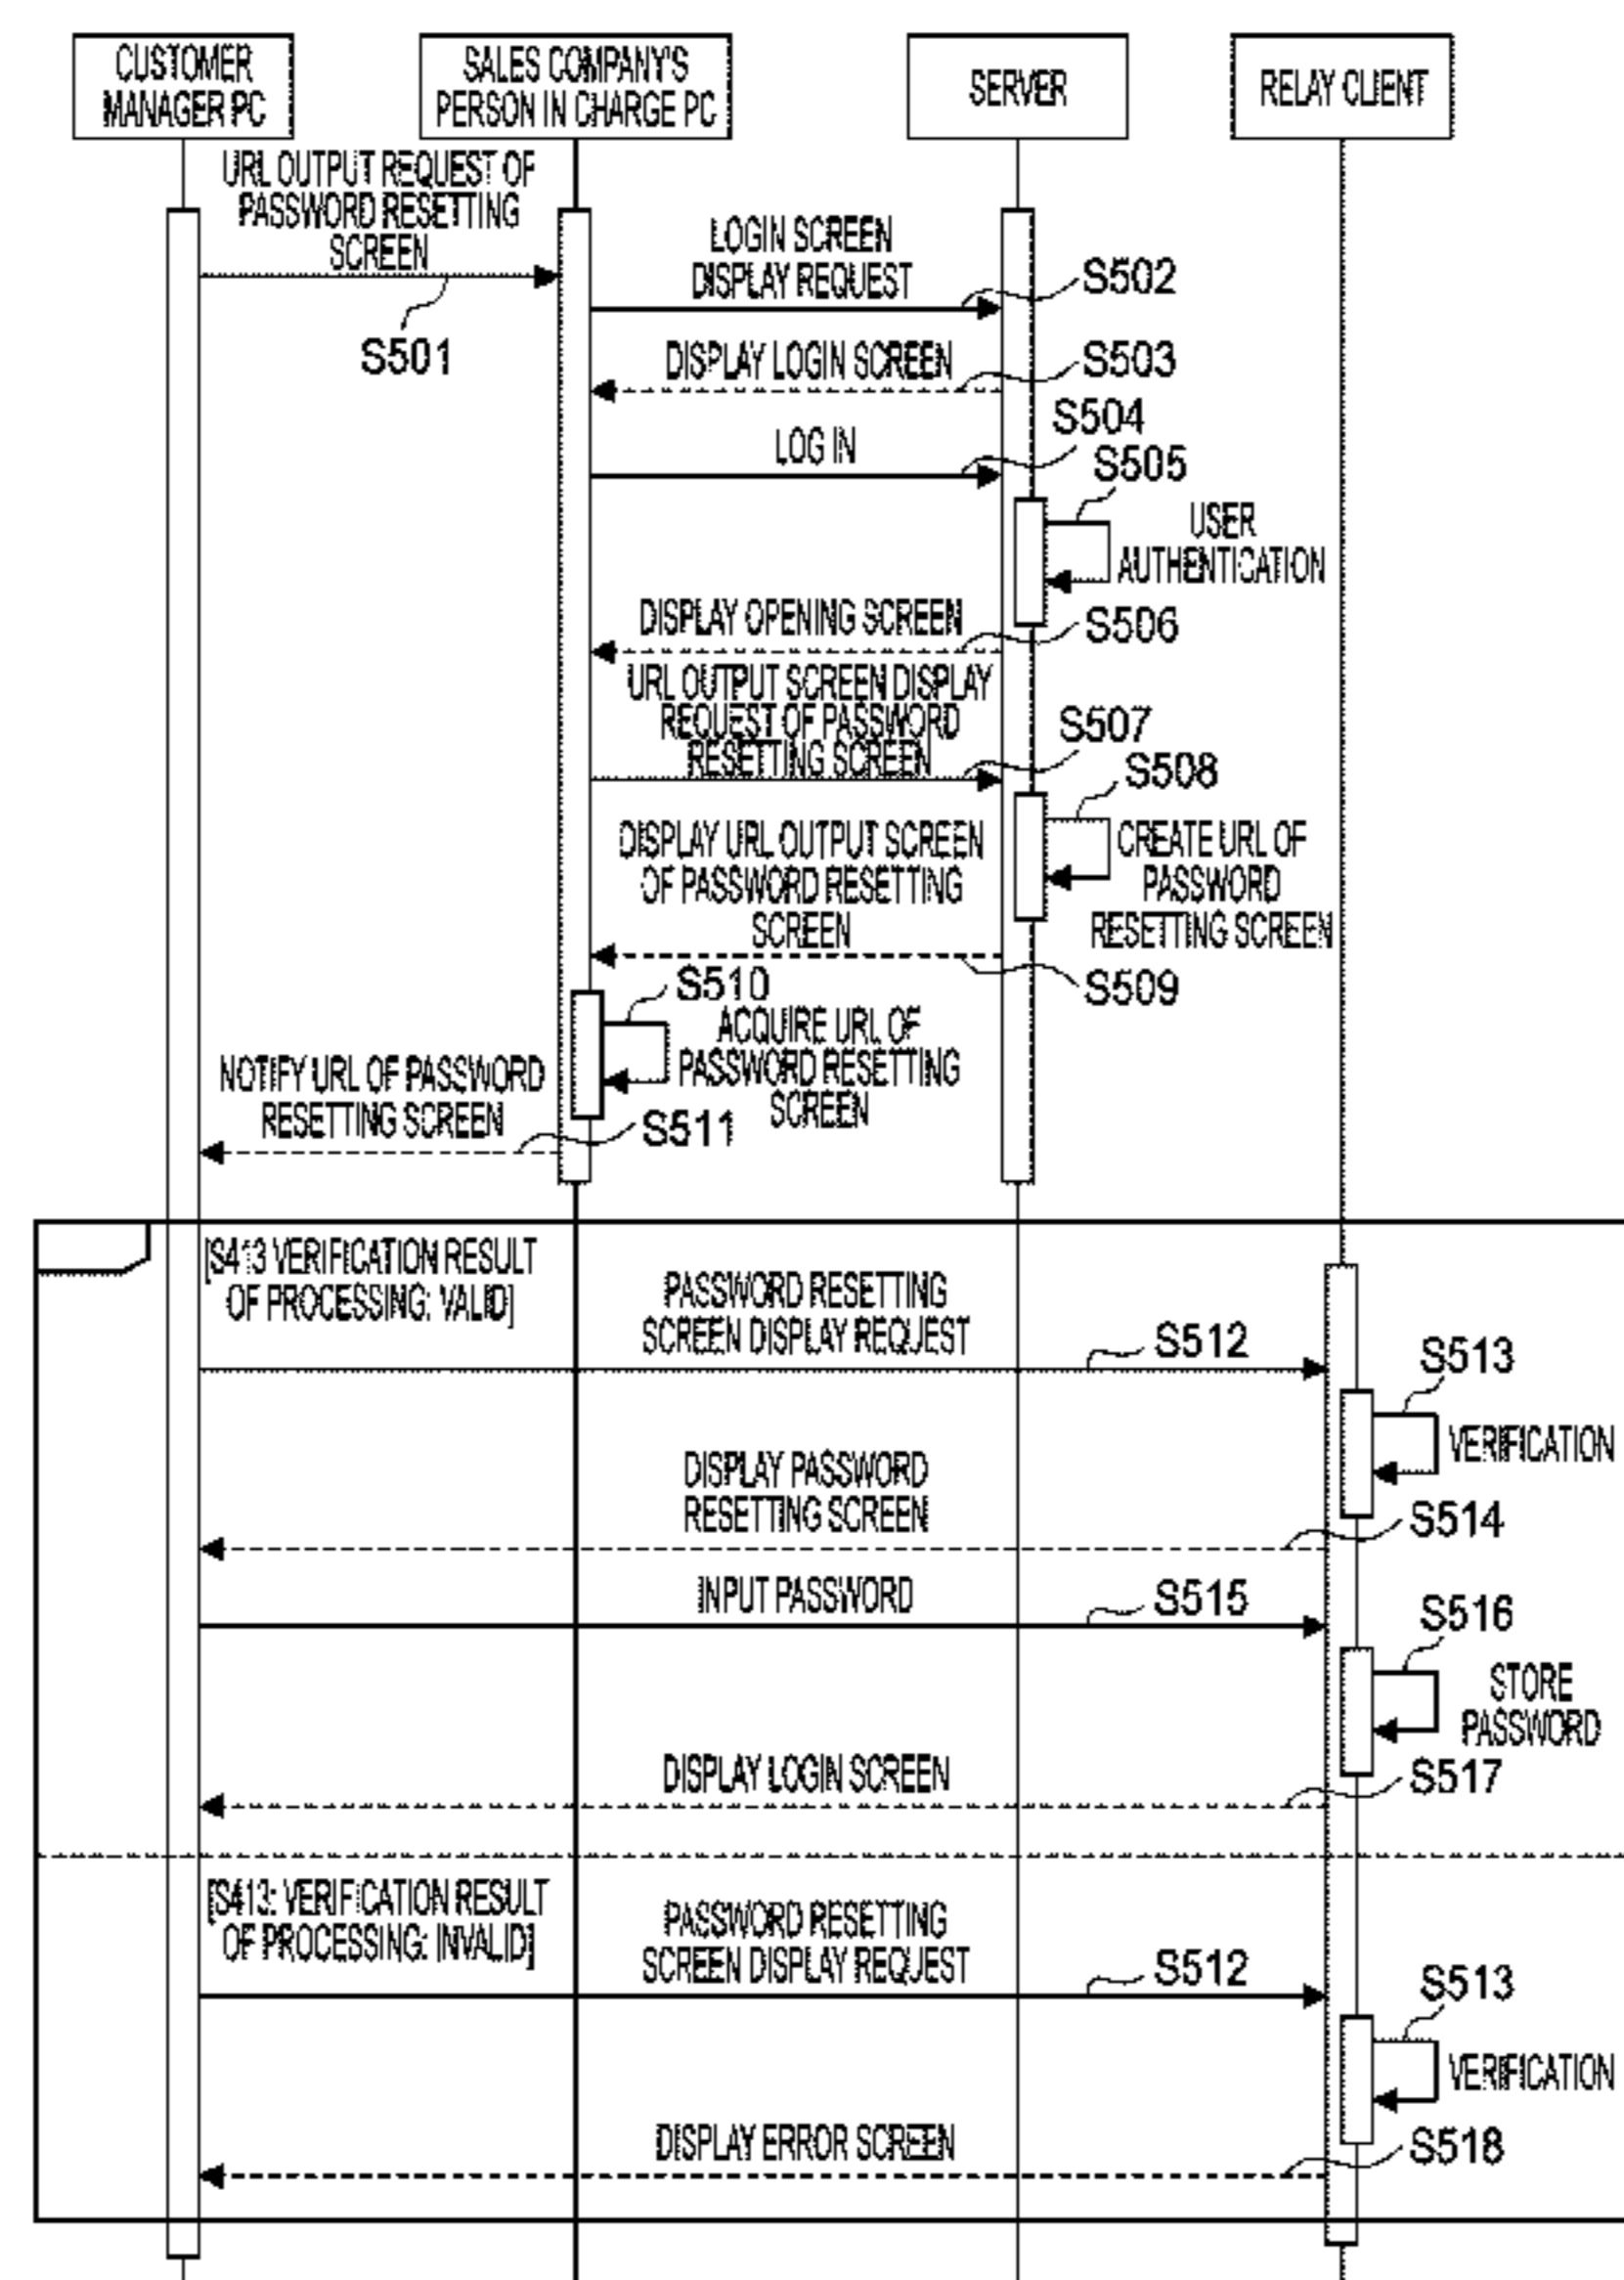 CUSTOMER
MANAGER PC
SALES COMPANY'S
PERSON IN CHARGE PC
SERVER
RELAY CLIENT
URL OUTPUT REQUEST OF
PASSWORD RESETTING
SCREEN
S501
LOGIN SCREEN
DISPLAY REQUEST
S502
DISPLAY LOGIN SCREEN
S503
LOG IN
S504
S505
USER
AUTHENTICATION
DISPLAY OPENING SCREEN
S506
URL OUTPUT SCREEN DISPLAY
REQUEST OF PASSWORD
RESETTING SCREEN
S507
S508
CREATE URL OF
PASSWORD
RESETTING SCREEN
DISPLAY URL OUTPUT SCREEN
OF PASSWORD RESETTING
SCREEN
S509
S510
ACQUIRE URL OF
PASSWORD RESETTING
SCREEN
NOTIFY URL OF PASSWORD
RESETTING SCREEN
S511
[S413 VERIFICATION RESULT
OF PROCESSING: VALID]
PASSWORD RESETTING
SCREEN DISPLAY REQUEST
S512
S513
VERIFICATION
DISPLAY PASSWORD
RESETTING SCREEN
S514
INPUT PASSWORD
S515
S516
STORE
PASSWORD
DISPLAY LOGIN SCREEN
S517
[S413: VERIFICATION RESULT
OF PROCESSING: INVALID]
PASSWORD RESETTING
SCREEN DISPLAY REQUEST
S512
S513
VERIFICATION
DISPLAY ERROR SCREEN
S518